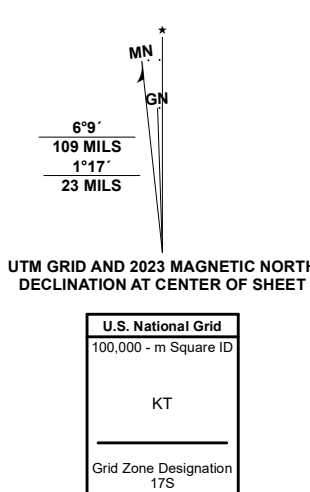 MN
GN
6°9´
109 MILS
1°17´
23 MILS
UTM GRID AND 2023 MAGNETIC NORTH
DECLINATION AT CENTER OF SHEET
U.S. National Grid
100,000 - m Square ID
KT
Grid Zone Designation
17S